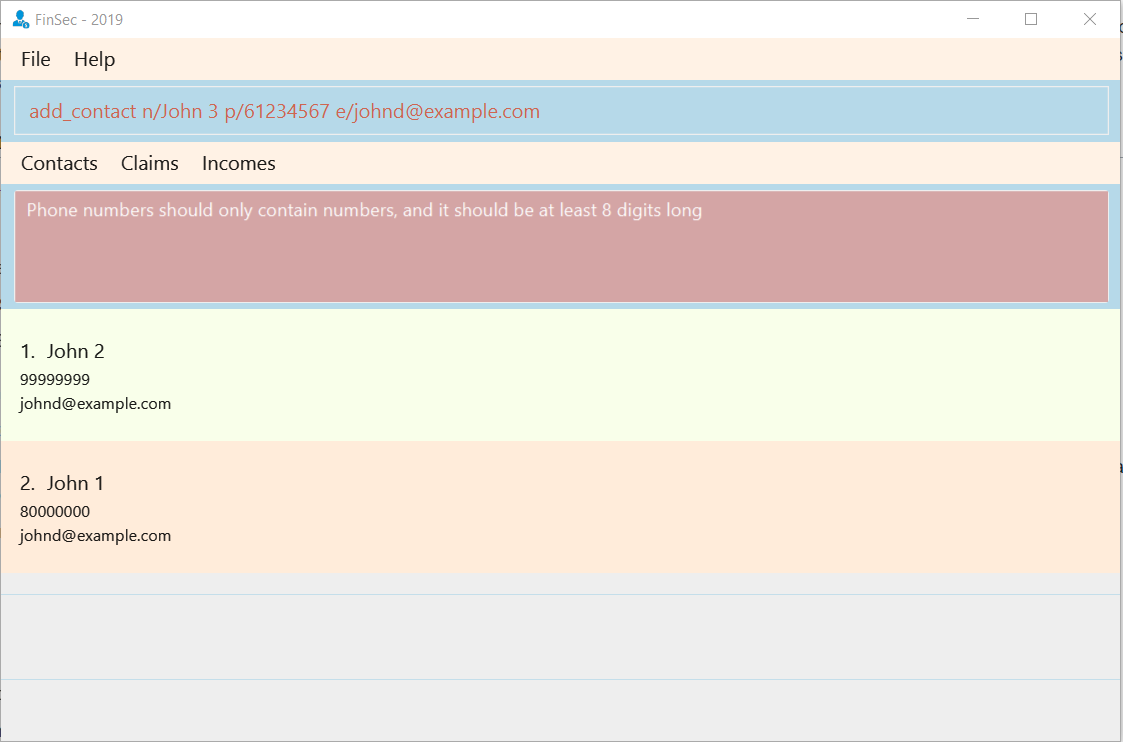 FinSec - 2019
File Help
add_contact n/John 3 p/61234567 e/johnd@example.com
Contacts Claims Incomes
Phone numbers should only contain numbers, and it should be at least 8 digits long
1. John 2
99999999
johnd@example.com
2. John 1
80000000
johnd@example.com